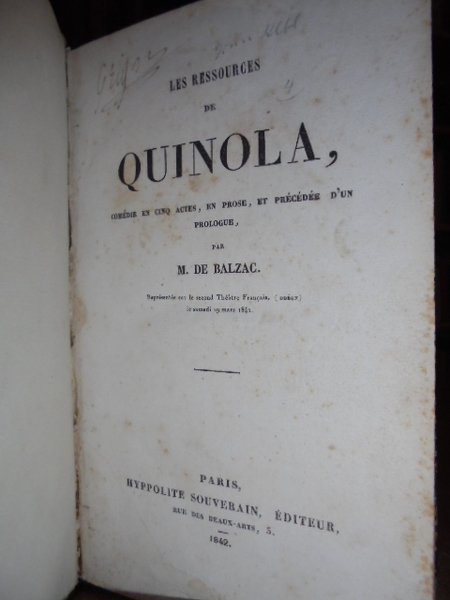 LES RESSOURCES
DE
QUINOLA,
COMÉDIE EN CINQ ACTES, EN PROSE, ET PRÉCÉDÉE D'UN
PROLOGUE,
PAR
M. DE BALZAC.
Représentée sur le second Théâtre Français, (ODÉON)
le samedi 19 mars 1842.
PARIS,
HYPPOLITE SOUVERAIN, ÉDITEUR,
RUE DES BEAUX-ARTS, 5.
1842.